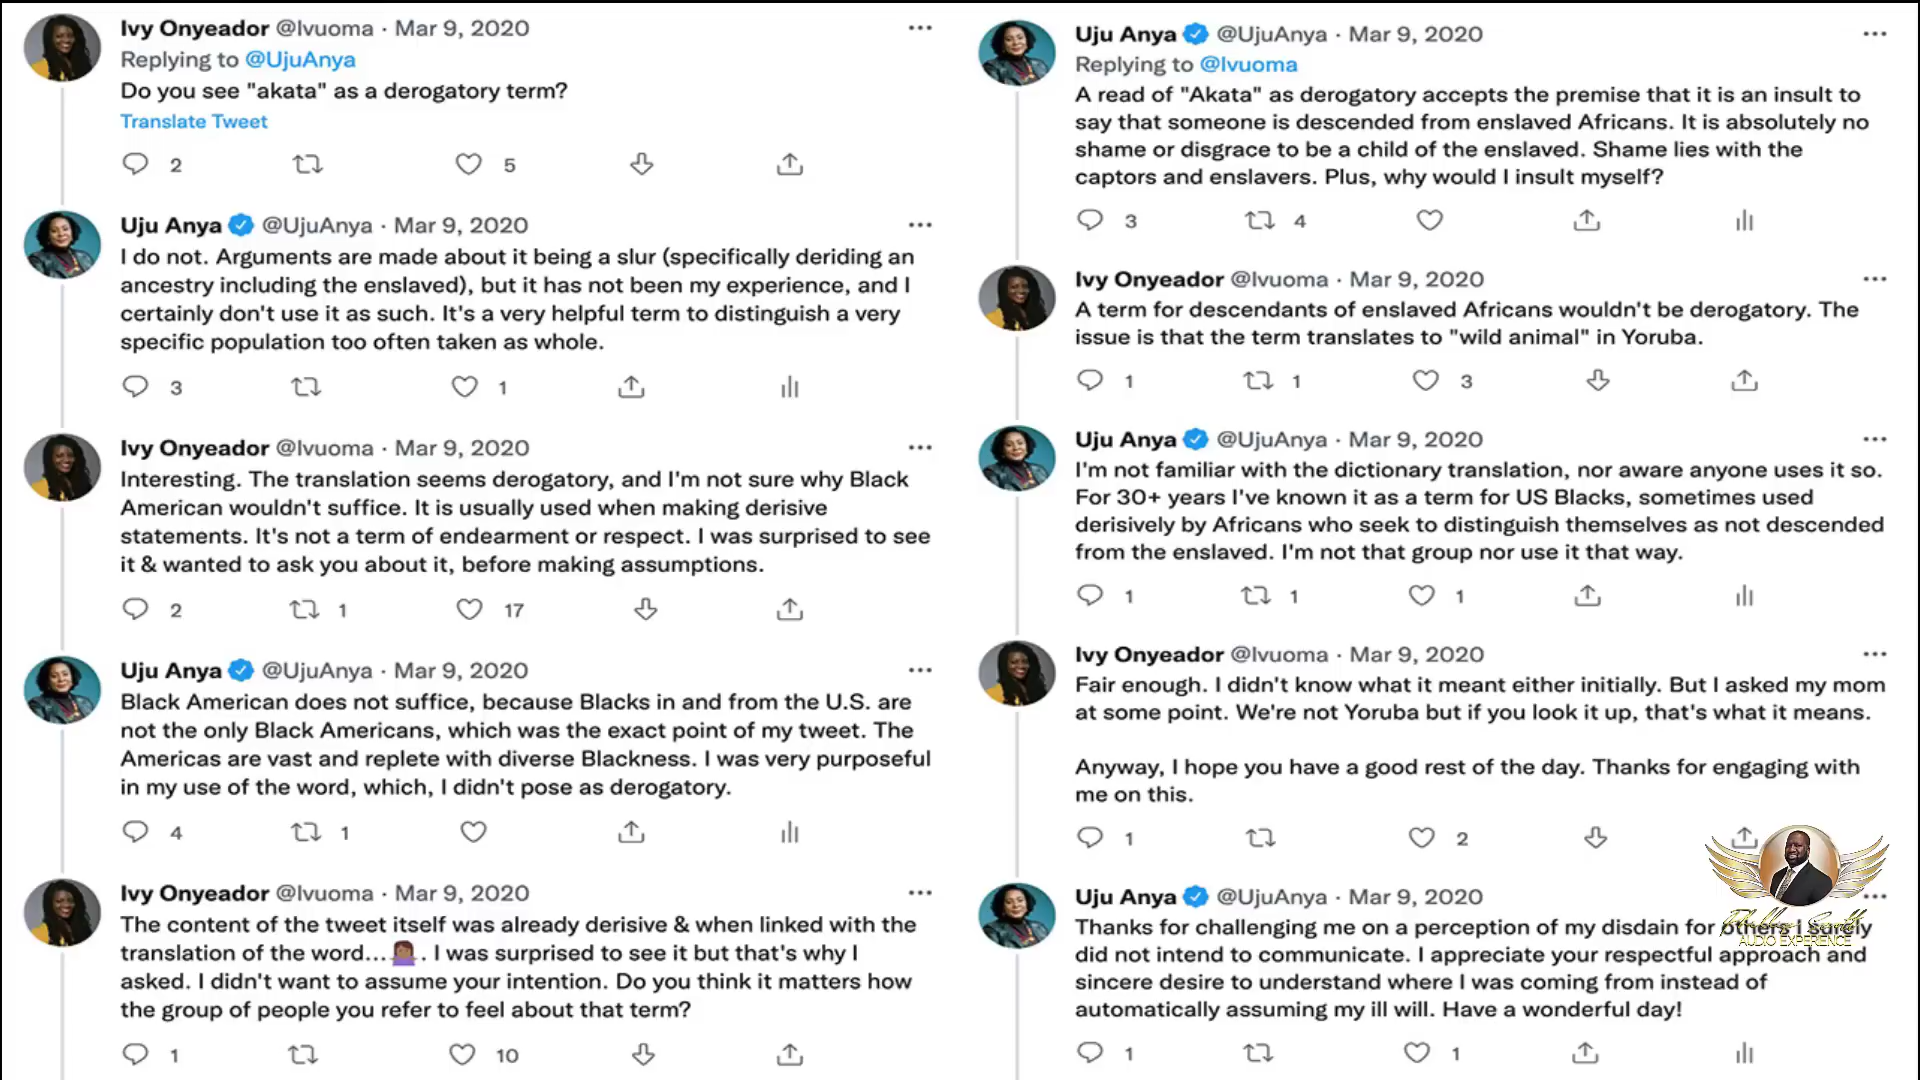 Ivy Onyeador @Ivuoma · Mar 9, 2020
Replying to @UjuAnya
Do you see "akata" as a derogatory term?
Translate Tweet
2 5
Uju Anya @UjuAnya · Mar 9, 2020
I do not. Arguments are made about it being a slur (specifically deriding an
ancestry including the enslaved), but it has not been my experience, and I
certainly don't use it as such. It's a very helpful term to distinguish a very
specific population too often taken as whole.
3 1
Ivy Onyeador @Ivuoma · Mar 9, 2020
Interesting. The translation seems derogatory, and I'm not sure why Black
American wouldn't suffice. It is usually used when making derisive
statements. It's not a term of endearment or respect. I was surprised to see
it & wanted to ask you about it, before making assumptions.
2 1 17
Uju Anya @UjuAnya · Mar 9, 2020
Black American does not suffice, because Blacks in and from the U.S. are
not the only Black Americans, which was the exact point of my tweet. The
Americas are vast and replete with diverse Blackness. I was very purposeful
in my use of the word, which, I didn't pose as derogatory.
4 1
Ivy Onyeador @Ivuoma · Mar 9, 2020
The content of the tweet itself was already derisive & when linked with the
translation of the word.... I was surprised to see it but that's why I
asked. I didn't want to assume your intention. Do you think it matters how
the group of people you refer to feel about that term?
1 10
Uju Anya @UjuAnya · Mar 9, 2020
Replying to @Ivuoma
A read of "Akata" as derogatory accepts the premise that it is an insult to
say that someone is descended from enslaved Africans. It is absolutely no
shame or disgrace to be a child of the enslaved. Shame lies with the
captors and enslavers. Plus, why would I insult myself?
3 4
Ivy Onyeador @Ivuoma · Mar 9, 2020
A term for descendants of enslaved Africans wouldn't be derogatory. The
issue is that the term translates to "wild animal" in Yoruba.
1 1 3
Uju Anya @UjuAnya · Mar 9, 2020
I'm not familiar with the dictionary translation, nor aware anyone uses it so.
For 30+ years I've known it as a term for US Blacks, sometimes used
derisively by Africans who seek to distinguish themselves as not descended
from the enslaved. I'm not that group nor use it that way.
1 1 1
Ivy Onyeador @Ivuoma · Mar 9, 2020
Fair enough. I didn't know what it meant either initially. But I asked my mom
at some point. We're not Yoruba but if you look it up, that's what it means.
Anyway, I hope you have a good rest of the day. Thanks for engaging with
me on this.
1 2
Uju Anya @UjuAnya · Mar 9, 2020
Thanks for challenging me on a perception of my disdain for others I surely
did not intend to communicate. I appreciate your respectful approach and
sincere desire to understand where I was coming from instead of
automatically assuming my ill will. Have a wonderful day!
1 1
AUDIO EXPERIENCE